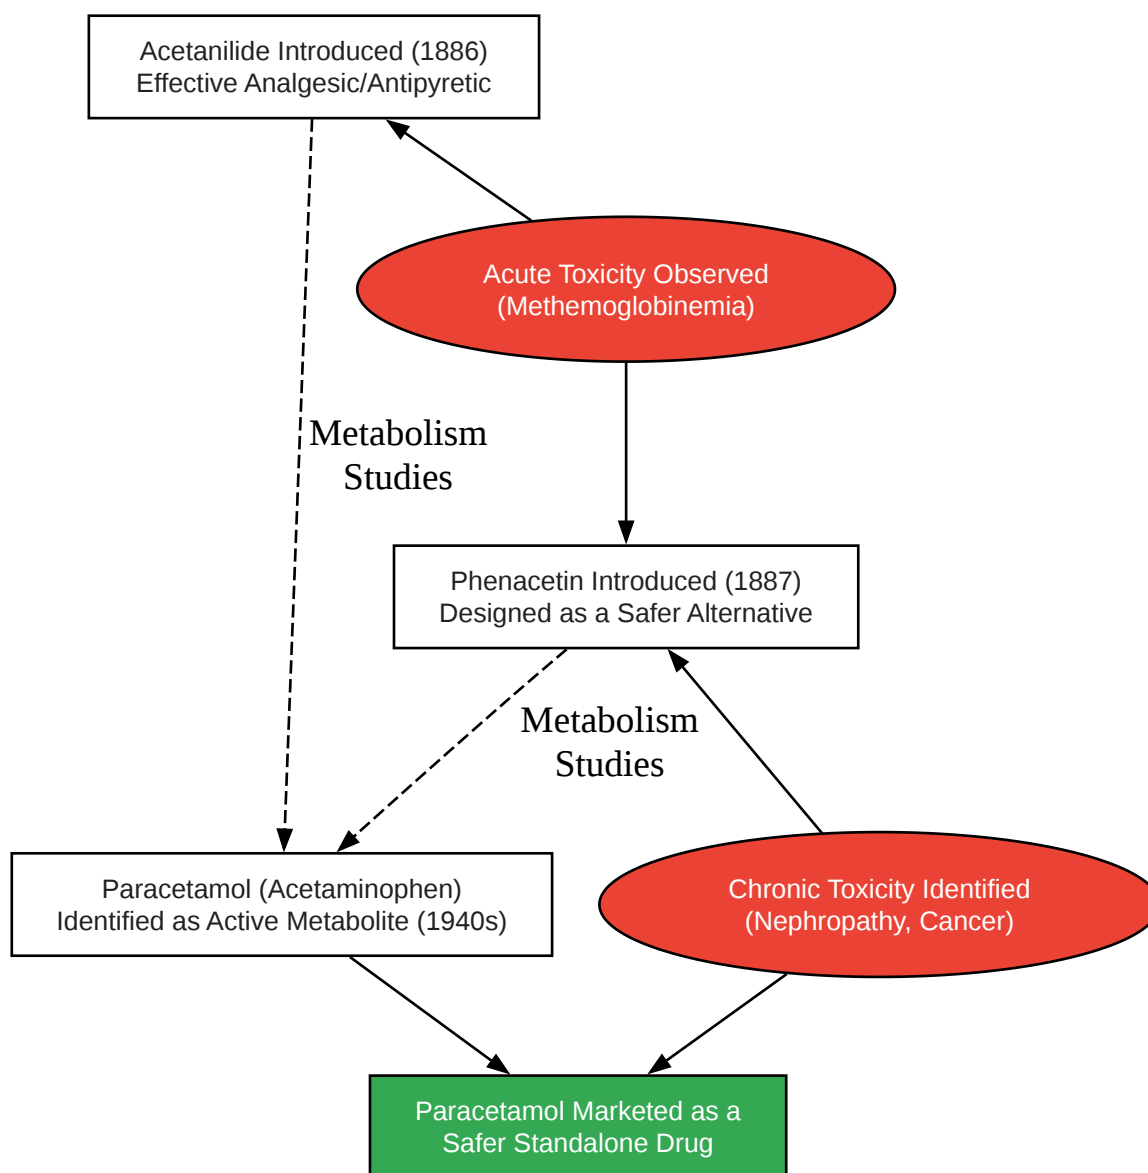 Acetanilide Introduced (1886)
Effective Analgesic/Antipyretic
Acute Toxicity Observed
(Methemoglobinemia)
Metabolism
Studies
Phenacetin Introduced (1887)
Designed as a Safer Alternative
Metabolism
Studies
Paracetamol (Acetaminophen)
Identified as Active Metabolite (1940s)
Chronic Toxicity Identified
(Nephropathy, Cancer)
Paracetamol Marketed as a
Safer Standalone Drug